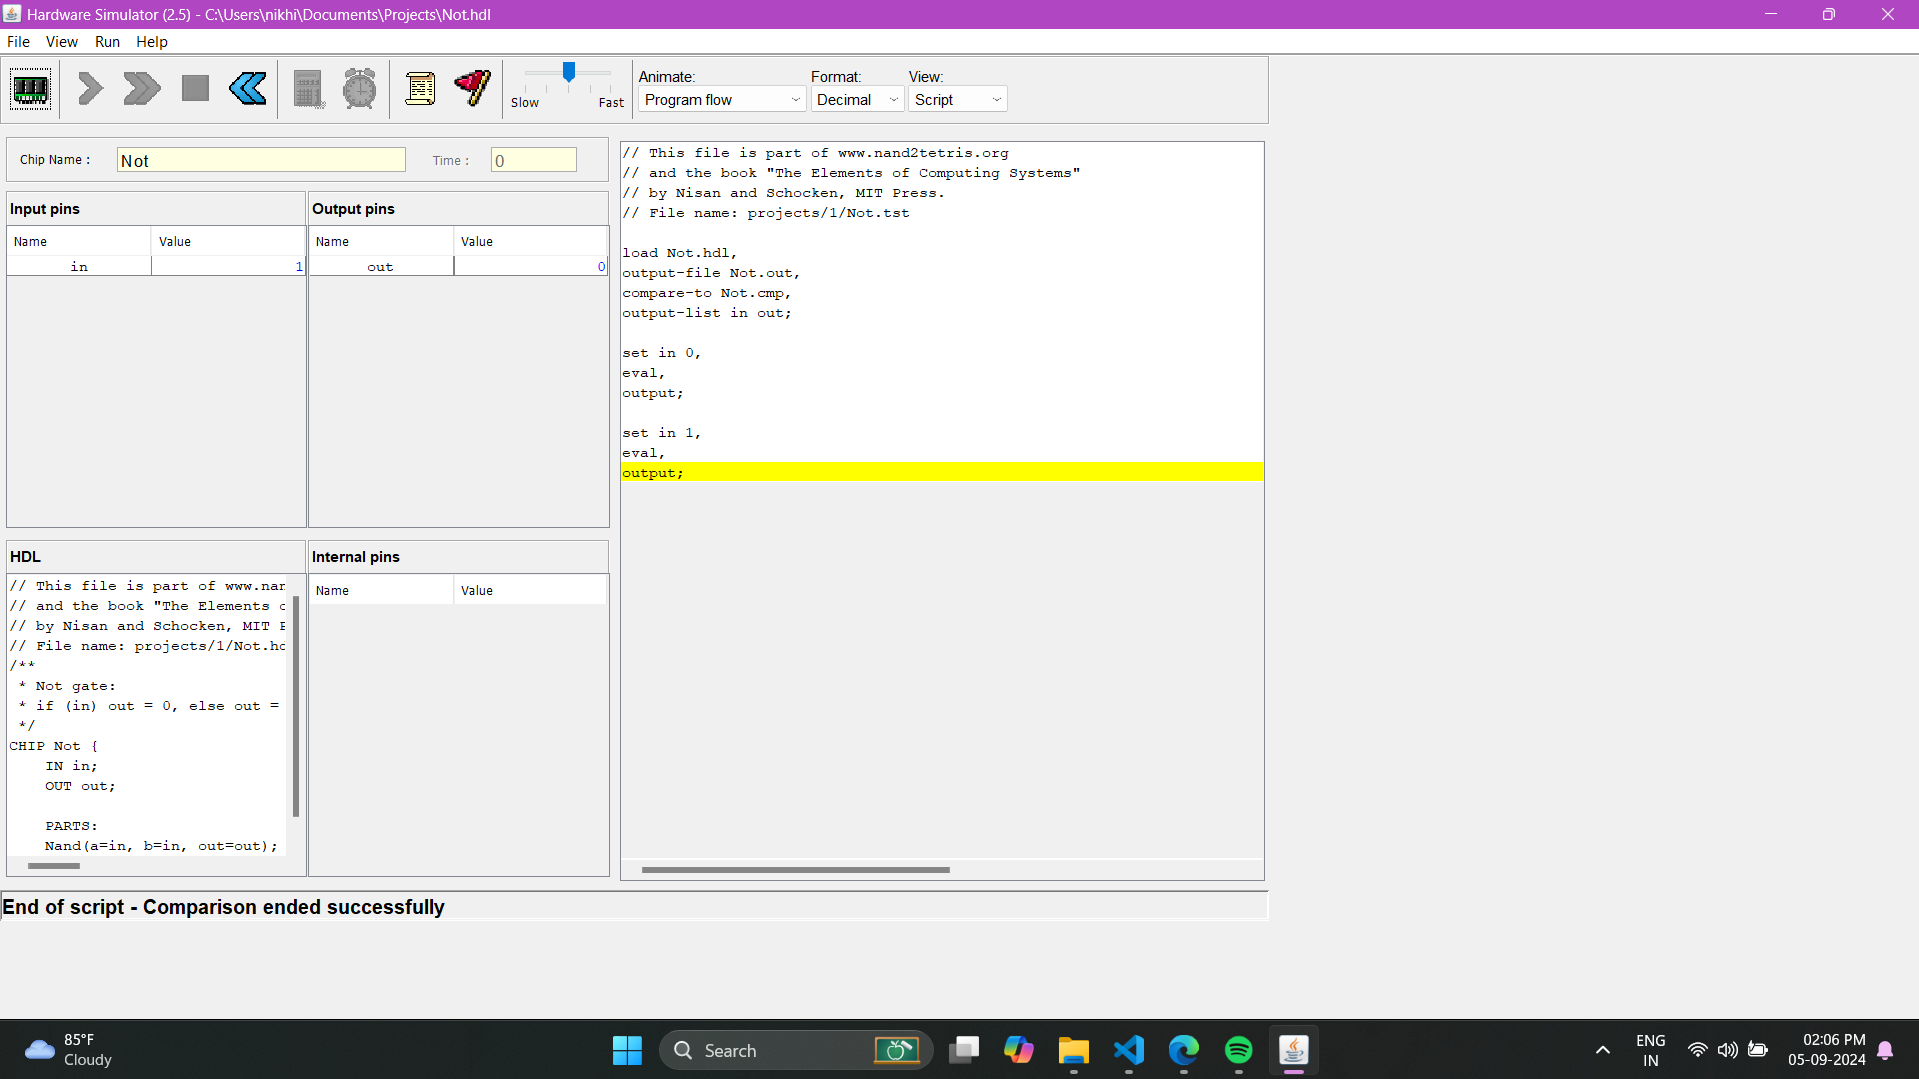 Hardware Simulator (2.5) - C:\Users\nikhi\Documents\Projects\Not.hdl
File View Run Help
Slow Fast
Animate:
Program flow
Format:
Decimal
View:
Script
Chip Name : Not Time : 0
Input pins
Name Value
in 1
Output pins
Name Value
out 0
HDL
// This file is part of www.nan
// and the book "The Elements
// by Nisan and Schocken, MIT
// File name: projects/1/Not.hd
/**
* Not gate:
* if (in) out = 0, else out =
*/
CHIP Not {
IN in;
OUT out;
PARTS:
Nand(a=in, b=in, out=out);
Internal pins
Name Value
// This file is part of www.nand2tetris.org
// and the book "The Elements of Computing Systems"
// by Nisan and Schocken, MIT Press.
// File name: projects/1/Not.tst
load Not.hdl,
output-file Not.out,
compare-to Not.cmp,
output-list in out;
set in 0,
eval,
output;
set in 1,
eval,
output;
End of script - Comparison ended successfully
85°F
Cloudy
Search
ENG
IN
02:06 PM
05-09-2024